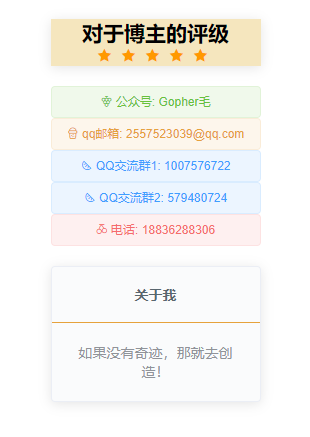 对于博主的评级
公众号: Gopher毛
qq邮箱: 2557523039@qq.com
QQ交流群1: 1007576722
QQ交流群2: 579480724
电话: 18836288306
关于我
如果没有奇迹，那就去创
造！